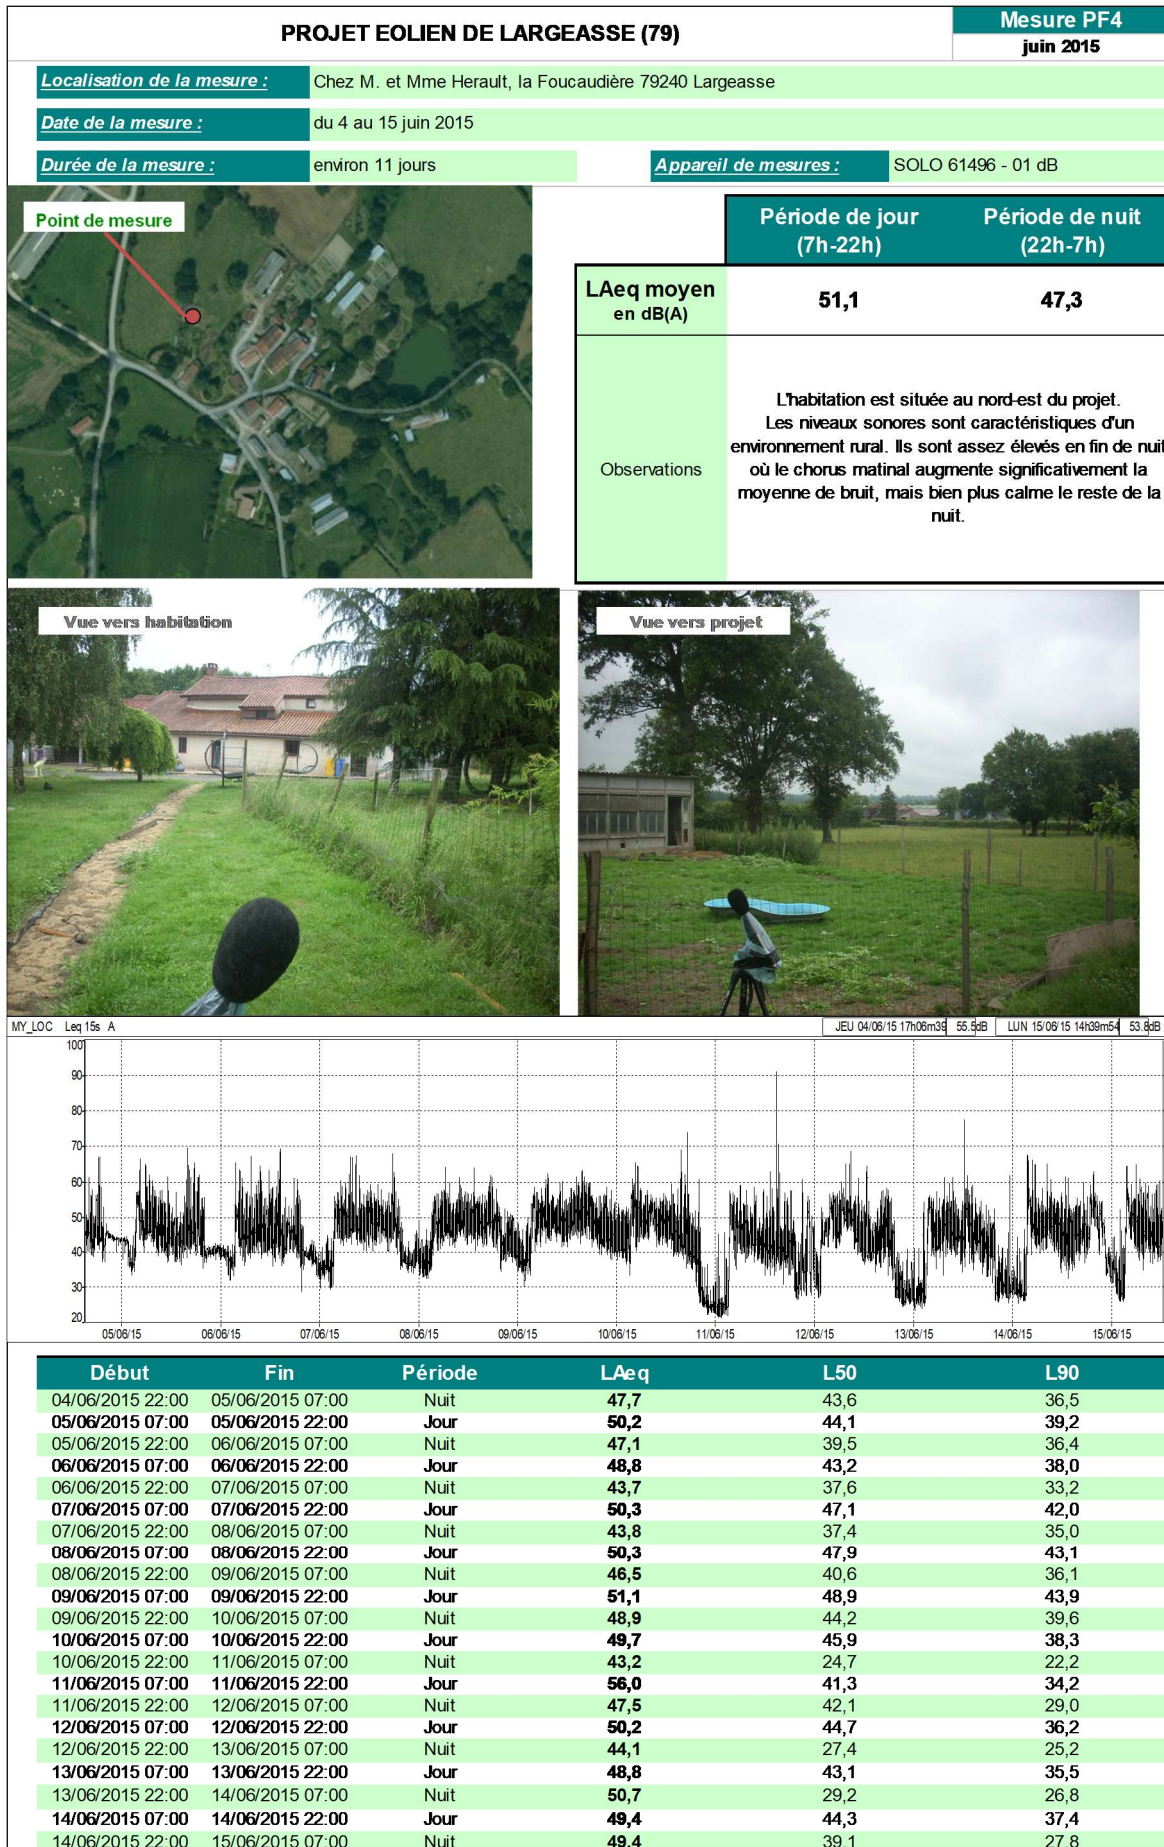 PROJET EOLIEN DE LARGEASSE (79)
Mesure PF4
juin 2015
Localisation de la mesure : Chez M. et Mme Herault, la Foucaudière 79240 Largeasse
Date de la mesure : du 4 au 15 juin 2015
Durée de la mesure : environ 11 jours Appareil de mesures : SOLO 61496 - 01 dB
Point de mesure
Période de jour Période de nuit
(7h-22h) (22h-7h)
LAeq moyen
en dB(A)
51,1 47,3
Observations
L'habitation est située au nord-est du projet.
Les niveaux sonores sont caractéristiques d'un
environnement rural. Ils sont assez élevés en fin de nuit
où le chorus matinal augmente significativement la
moyenne de bruit, mais bien plus calme le reste de la
nuit.
Vue vers habitation
Vue vers projet
MY_LOC Leq 15s A JEU 04/06/15 17h06m39 55.5dB LUN 15/06/15 14h39m54 53.8dB
100
90
80
70
60
50
40
30
20
05/06/15 06/06/15 07/06/15 08/06/15 09/06/15 10/06/15 11/06/15 12/06/15 13/06/15 14/06/15 15/06/15
Début Fin Période LAeq L50 L90
04/06/2015 22:00 05/06/2015 07:00 Nuit 47,7 43,6 36,5
05/06/2015 07:00 05/06/2015 22:00 Jour 50,2 44,1 39,2
05/06/2015 22:00 06/06/2015 07:00 Nuit 47,1 39,5 36,4
06/06/2015 07:00 06/06/2015 22:00 Jour 48,8 43,2 38,0
06/06/2015 22:00 07/06/2015 07:00 Nuit 43,7 37,6 33,2
07/06/2015 07:00 07/06/2015 22:00 Jour 50,3 47,1 42,0
07/06/2015 22:00 08/06/2015 07:00 Nuit 43,8 37,4 35,0
08/06/2015 07:00 08/06/2015 22:00 Jour 50,3 47,9 43,1
08/06/2015 22:00 09/06/2015 07:00 Nuit 46,5 40,6 36,1
09/06/2015 07:00 09/06/2015 22:00 Jour 51,1 48,9 43,9
09/06/2015 22:00 10/06/2015 07:00 Nuit 48,9 44,2 39,6
10/06/2015 07:00 10/06/2015 22:00 Jour 49,7 45,9 38,3
10/06/2015 22:00 11/06/2015 07:00 Nuit 43,2 24,7 22,2
11/06/2015 07:00 11/06/2015 22:00 Jour 56,0 41,3 34,2
11/06/2015 22:00 12/06/2015 07:00 Nuit 47,5 42,1 29,0
12/06/2015 07:00 12/06/2015 22:00 Jour 50,2 44,7 36,2
12/06/2015 22:00 13/06/2015 07:00 Nuit 44,1 27,4 25,2
13/06/2015 07:00 13/06/2015 22:00 Jour 48,8 43,1 35,5
13/06/2015 22:00 14/06/2015 07:00 Nuit 50,7 29,2 26,8
14/06/2015 07:00 14/06/2015 22:00 Jour 49,4 44,3 37,4
14/06/2015 22:00 15/06/2015 07:00 Nuit 49,4 39,1 27,8